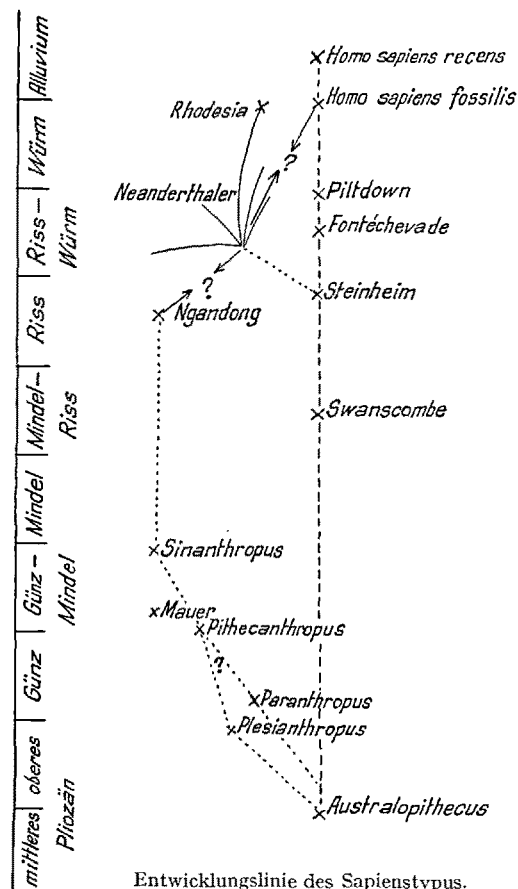 Alluvium
Würm
Riss–
Würm
Riss
Mindel–
Riss
Mindel
Günz–
Mindel
Günz
oberes
mittleres
Pliozän
Homo sapiens recens
Rhodesia
Homo sapiens fossilis
?
Neanderthaler
Piltdown
Fontéchevade
?
Steinheim
Ngandong
Swanscombe
Sinanthropus
Mauer
Pithecanthropus
?
Paranthropus
Plesianthropus
Australopithecus
Entwicklungslinie des Sapienstypus.